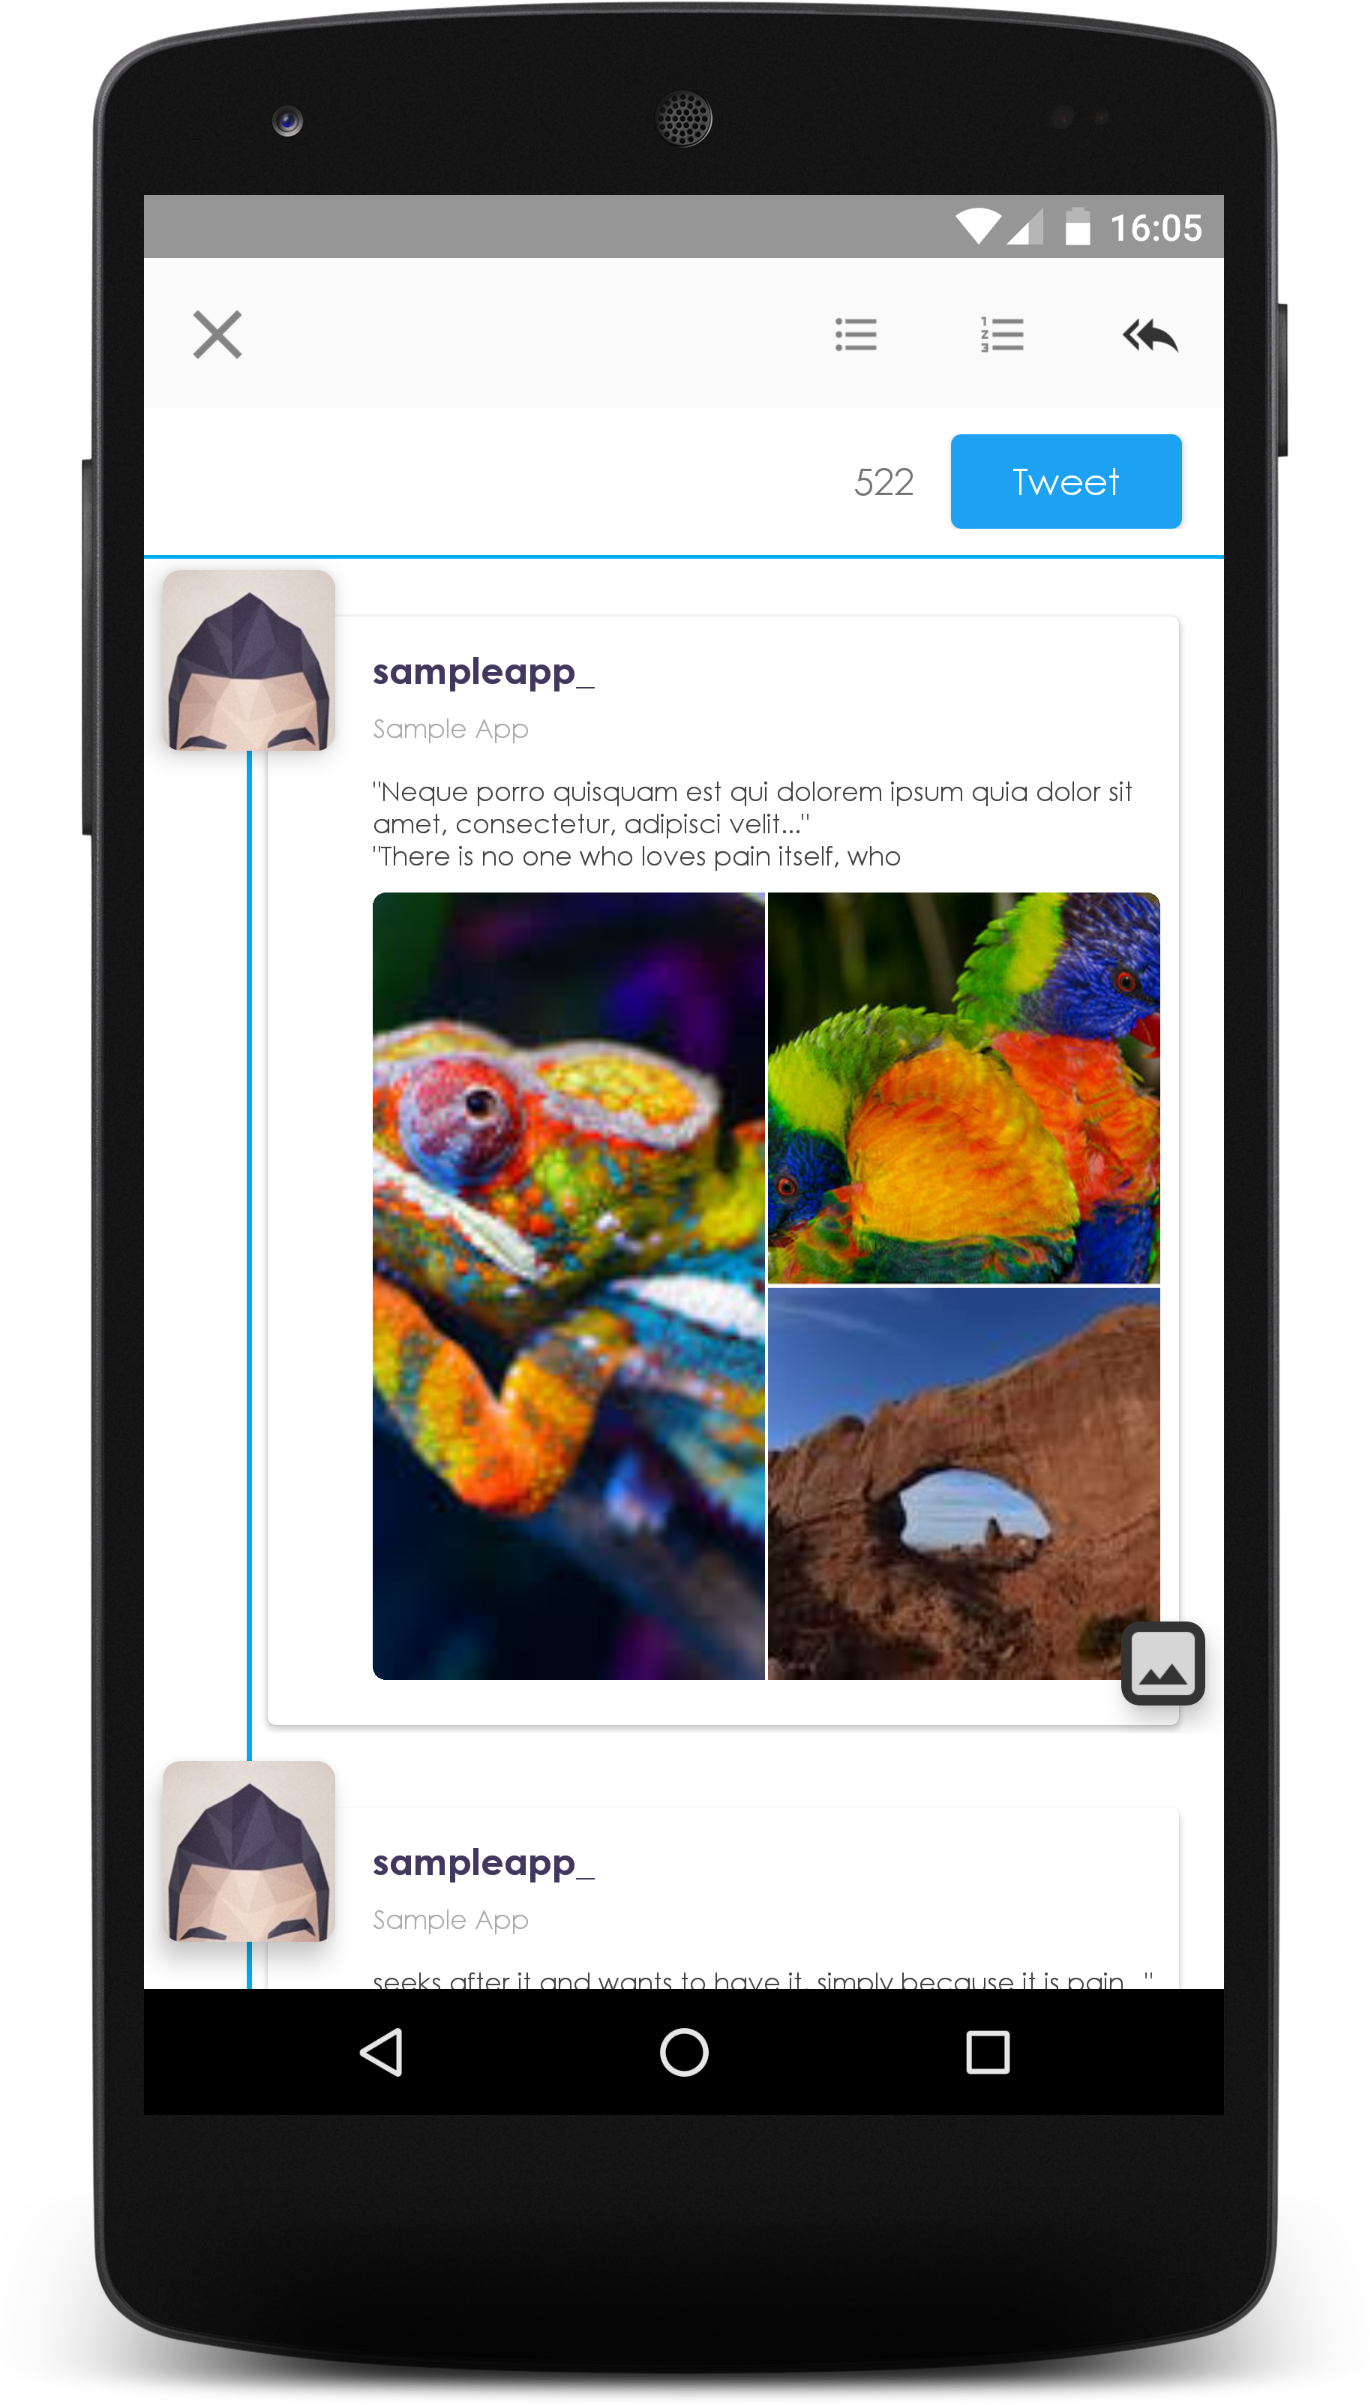 16:05
522
Tweet
sampleapp_
Sample App
"Neque porro quisquam est qui dolorem ipsum quia dolor sit
amet, consectetur, adipisci velit..."
"There is no one who loves pain itself, who
sampleapp_
Sample App
seeks after it and wants to have it, simply because it is pain..."